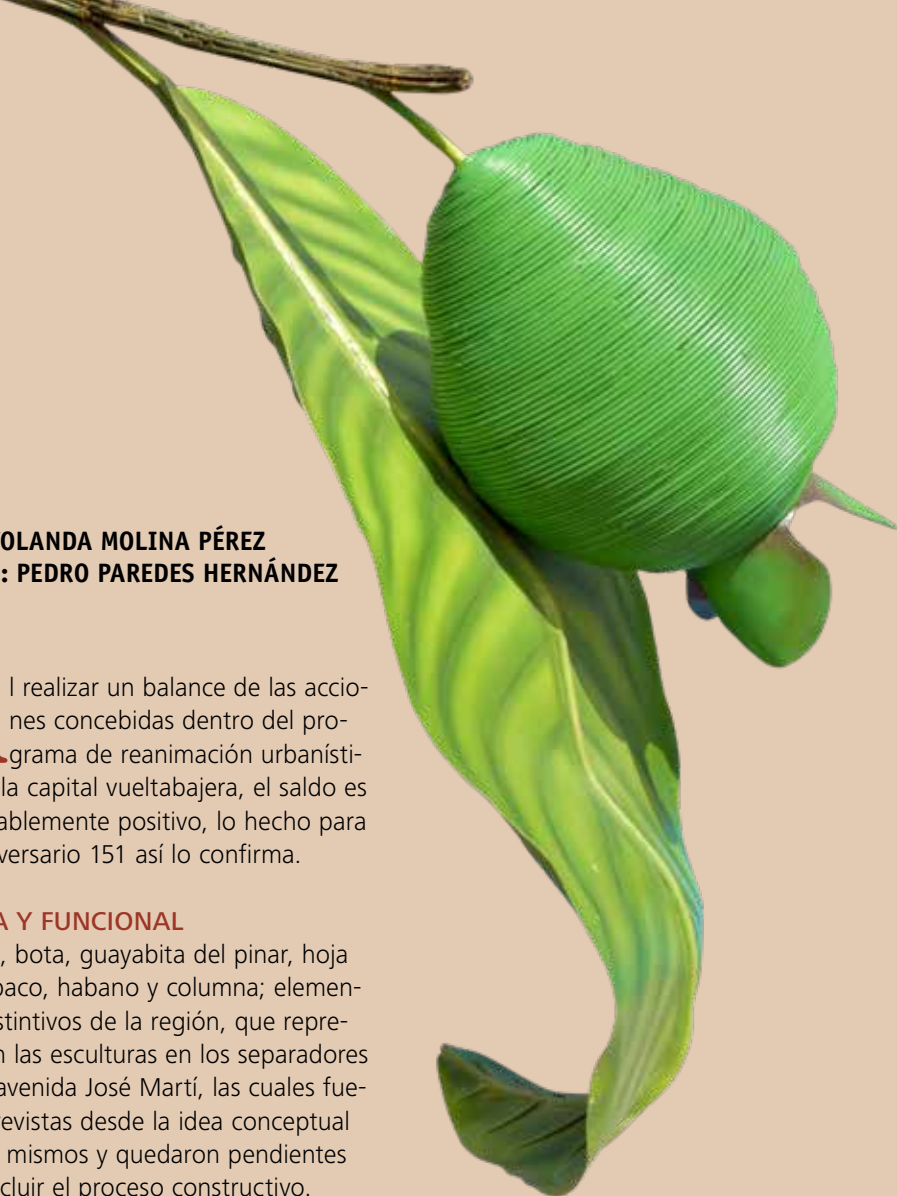 OLANDA MOLINA PÉREZ
: PEDRO PAREDES HERNÁNDEZ
l realizar un balance de las accio-
nes concebidas dentro del pro-
grama de reanimación urbanísti-
la capital vueltabajera, el saldo es
ablemente positivo, lo hecho para
versario 151 así lo confirma.
A Y FUNCIONAL
, bota, guayabita del pinar, hoja
baco, habano y columna; elemen-
stintivos de la región, que repre-
n las esculturas en los separadores
avenida José Martí, las cuales fue-
revistas desde la idea conceptual
mismos y quedaron pendientes
cluir el proceso constructivo.